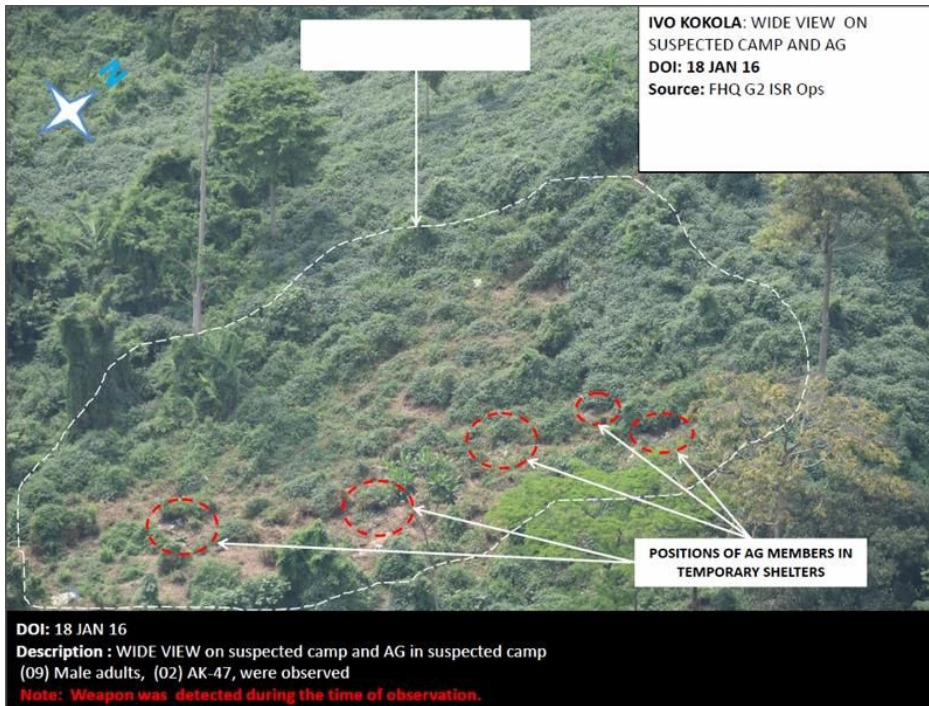 N
IVO KOKOLA: WIDE VIEW ON
SUSPECTED CAMP AND AG
DOI: 18 JAN 16
Source: FHQ G2 ISR Ops
POSITIONS OF AG MEMBERS IN
TEMPORARY SHELTERS
DOI: 18 JAN 16
Description : WIDE VIEW on suspected camp and AG in suspected camp
(09) Male adults, (02) AK-47, were observed
Note: Weapon was detected during the time of observation.